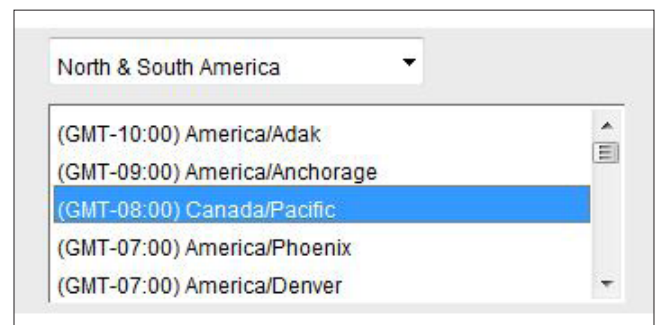 North & South America
(GMT-10:00) America/Adak
(GMT-09:00) America/Anchorage
(GMT-08:00) Canada/Pacific
(GMT-07:00) America/Phoenix
(GMT-07:00) America/Denver